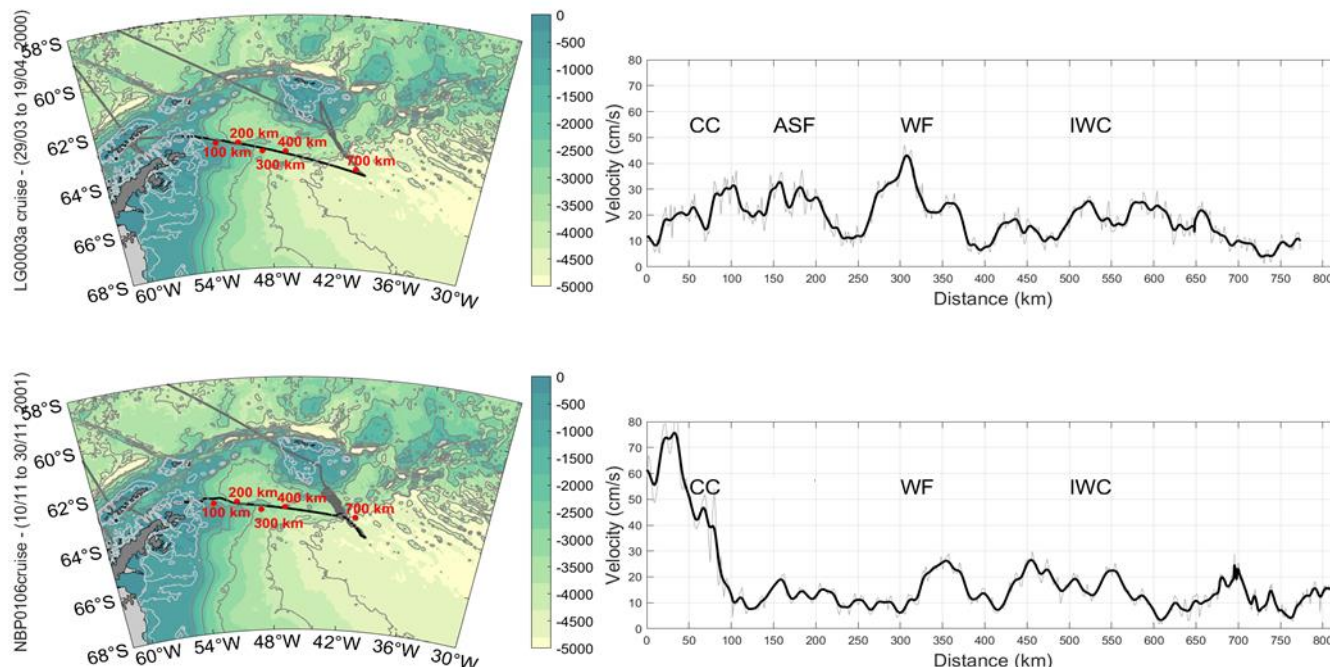 LG0003a cruise - (29/03 to 19/04, 2000)
58°S
60°S
62°S
64°S
66°S
68°S
60°W
54°W
48°W
42°W
36°W
30°W
100 km
200 km
300 km
400 km
700 km
0
-500
-1000
-1500
-2000
-2500
-3000
-3500
-4000
-4500
-5000
Velocity (cm/s)
80
70
60
50
40
30
20
10
0
CC ASF WF IWC
0 50 100 150 200 250 300 350 400 450 500 550 600 650 700 750 800
Distance (km)
NBP0106cruise - (10/11 to 30/11, 2001)
58°S
60°S
62°S
64°S
66°S
68°S
60°W
54°W
48°W
42°W
36°W
30°W
100 km
200 km
300 km
400 km
700 km
0
-500
-1000
-1500
-2000
-2500
-3000
-3500
-4000
-4500
-5000
Velocity (cm/s)
80
70
60
50
40
30
20
10
0
CC WF IWC
0 50 100 150 200 250 300 350 400 450 500 550 600 650 700 750 800
Distance (km)